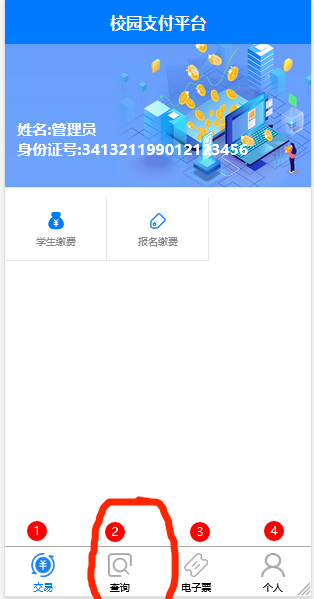 校园支付平台
姓名:管理员
身份证号:341321199012123456
学生缴费 报名缴费
1 2 3 4
交易 查询 电子票 个人